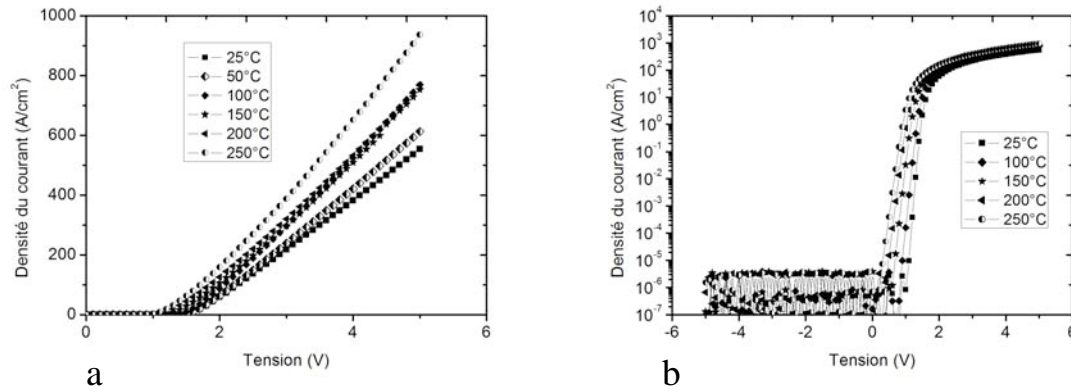 1000
800
600
400
200
0
Densité du courant (A/cm²)
25°C
50°C
100°C
150°C
200°C
250°C
0 2 4 6
Tension (V)
a
10⁴
10³
10²
10¹
10⁰
10⁻¹
10⁻²
10⁻³
10⁻⁴
10⁻⁵
10⁻⁶
10⁻⁷
Densité du courant (A/cm²)
25°C
100°C
150°C
200°C
250°C
-6 -4 -2 0 2 4 6
Tension (V)
b